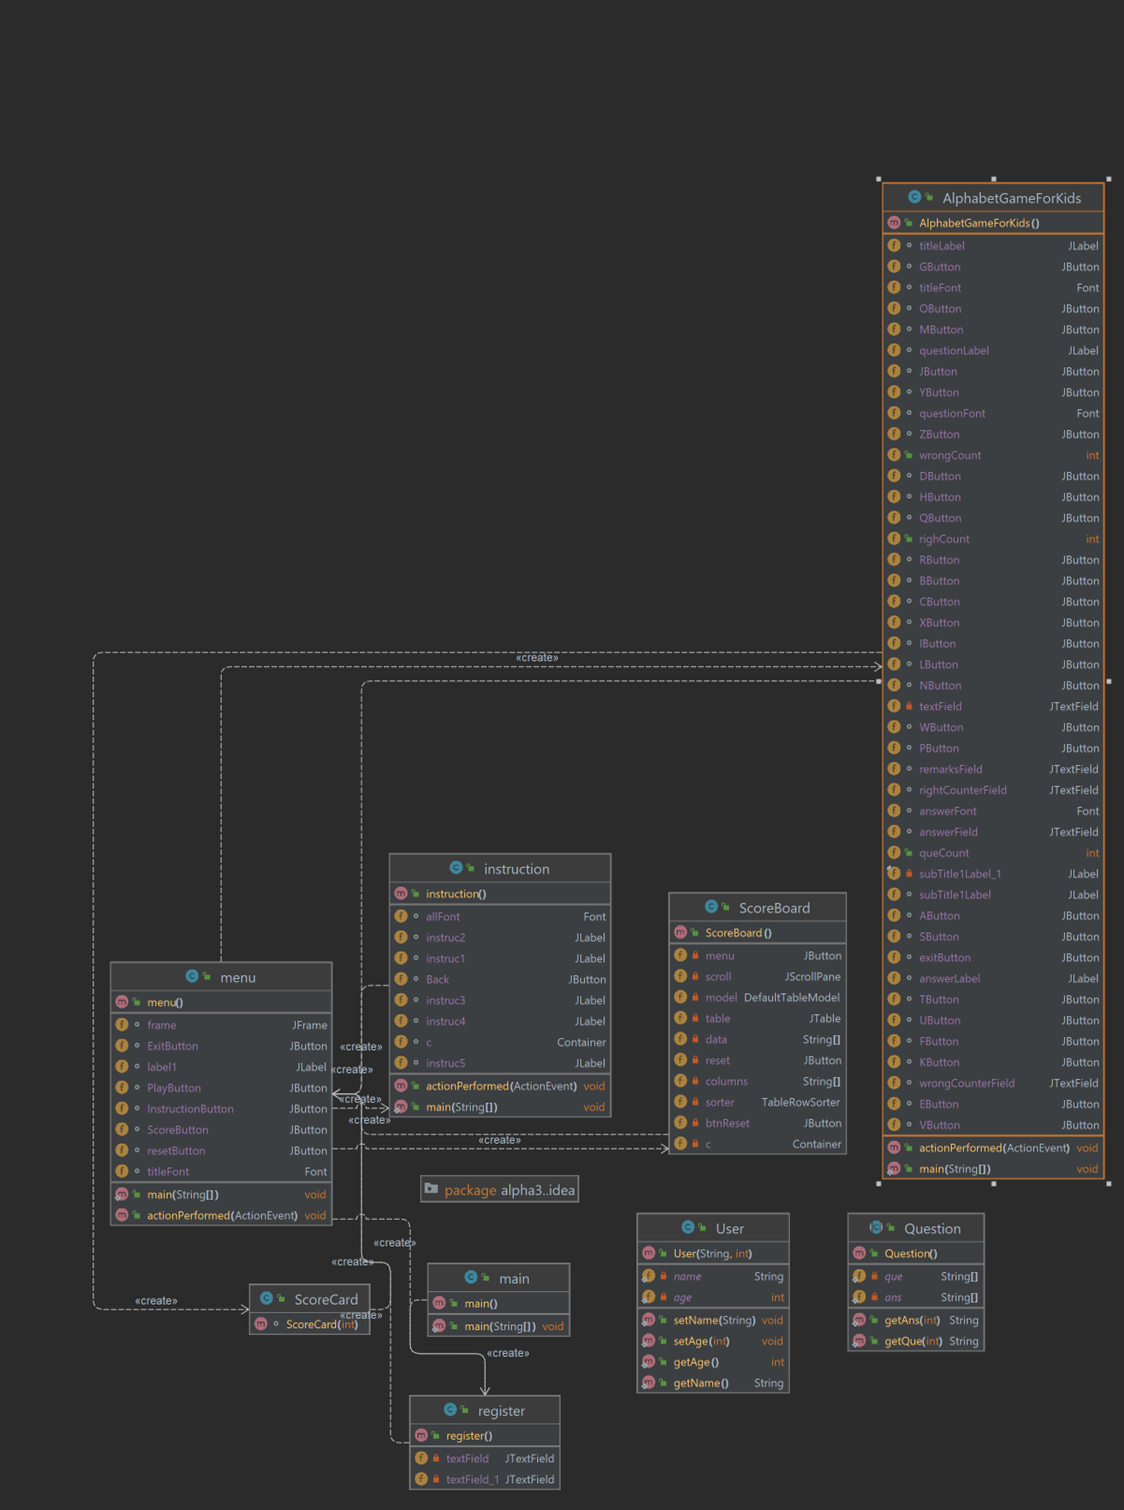 AlphabetGameForKids
AlphabetGameForKids()
titleLabel JLabel
GButton JButton
titleFont Font
OButton JButton
MButton JButton
questionLabel JLabel
JButton JButton
YButton JButton
questionFont Font
ZButton JButton
wrongCount int
DButton JButton
HButton JButton
QButton JButton
righCount int
RButton JButton
BButton JButton
CButton JButton
XButton JButton
IButton JButton
LButton JButton
NButton JButton
textField JTextField
WButton JButton
PButton JButton
remarksField JTextField
rightCounterField JTextField
answerFont Font
answerField JTextField
queCount int
subTitle1Label_1 JLabel
subTitle1Label JLabel
AButton JButton
SButton JButton
exitButton JButton
answerLabel JLabel
TButton JButton
UButton JButton
FButton JButton
KButton JButton
wrongCounterField JTextField
EButton JButton
VButton JButton
actionPerformed(ActionEvent) void
main(String[]) void
«create»
instruction
instruction()
allFont Font
instruc2 JLabel
instruc1 JLabel
Back JButton
instruc3 JLabel
instruc4 JLabel
c Container
instruc5 JLabel
actionPerformed(ActionEvent) void
main(String[]) void
ScoreBoard
ScoreBoard()
menu JButton
scroll JScrollPane
model DefaultTableModel
table JTable
data String[]
reset JButton
columns String[]
sorter TableRowSorter
btnReset JButton
c Container
menu
menu()
frame JFrame
ExitButton JButton
label1 JLabel
PlayButton JButton
InstructionButton JButton
ScoreButton JButton
resetButton JButton
titleFont Font
main(String[]) void
actionPerformed(ActionEvent) void
«create»
«create»
«create»
«create»
«create»
package alpha3..idea
«create»
«create»
«create»
ScoreCard
ScoreCard(int)
«create»
main
main()
main(String[]) void
«create»
register
register()
textField JTextField
textField_1 JTextField
User
User(String, int)
name String
age int
setName(String) void
setAge(int) void
getAge() int
getName() String
Question
Question()
que String[]
ans String[]
getAns(int) String
getQue(int) String